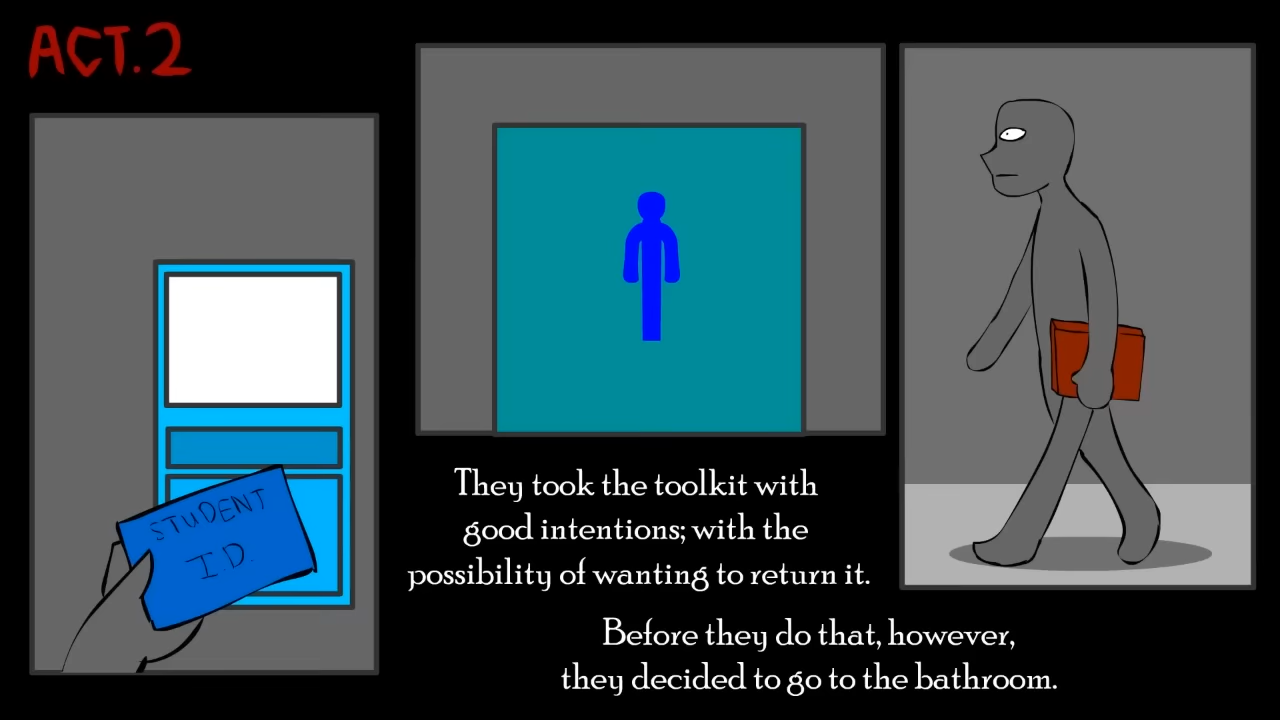 ACT.2
STUDENT
ID.
They took the toolkit with
good intentions; with the
possibility of wanting to return it.
Before they do that, however,
they decided to go to the bathroom.